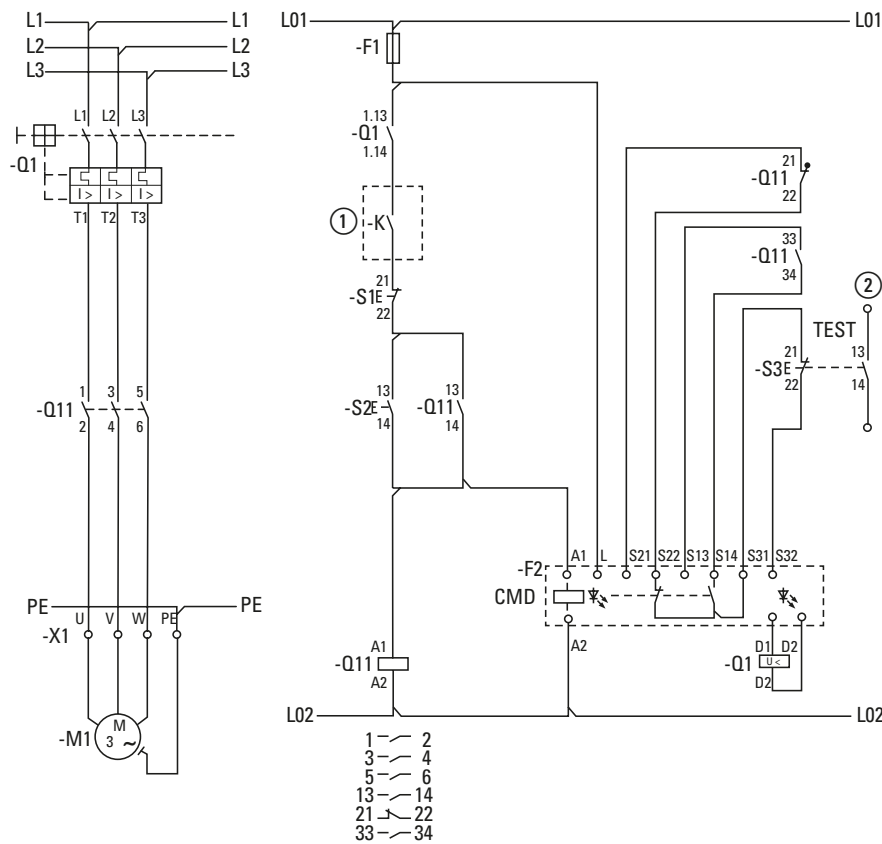 L1 L1
L2 L2
L3 L3
L1 L2 L3
-Q1
I > I > I >
T1 T2 T3
1 3 5
-Q11
2 4 6
PE PE
U V W PE
-X1
M
3 ~
-M1
L01 L01
-F1
1.13
-Q1
1.14
1 -K
21
-S1E
22
13 13
-S2E -Q11
14 14
21
-Q11
22
33
-Q11
34
2
TEST
21 13
-S3E
22 14
A1 L S21 S22 S13 S14 S31 S32
-F2
CMD
A2
D1 D2
-Q1 U <
D2 D2
A1
-Q11
A2
L02 L02
1 2
3 4
5 6
13 14
21 22
33 34